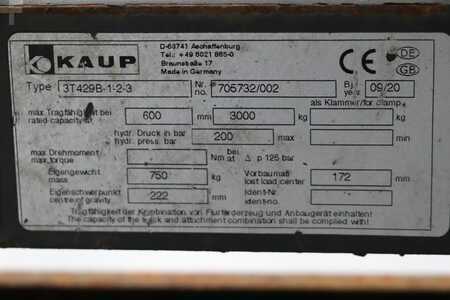 KAUP
D-63741 Aschaffenburg
Tel.: +49 6021 865-0
Braunstraße 17
Made in Germany
CE
DE
GB
Type 3T429B-1-2-3
Nr. no. 705732/002
Bj. year 09/20
als Klammer/for clamp
max. Tragfähigkeit bei
rated capacity at 600 mm 3000 kg kg
hydr. Druck in bar
hydr. press. bar 200 max min
max. Drehmoment
max. torque Nm bei/at Δ p 125 bar
Eigengewicht
mass 750 kg
Vorbaumaß
lost load center 172 mm
Eigenschwerpunkt
centre of gravity 222 mm
Ident-Nr.
ident-no.
Tragfähigkeit der Kombination von Flurförderzeug und Anbaugerät einhalten!
The capacity of the truck and attachment combination shall be complied with!